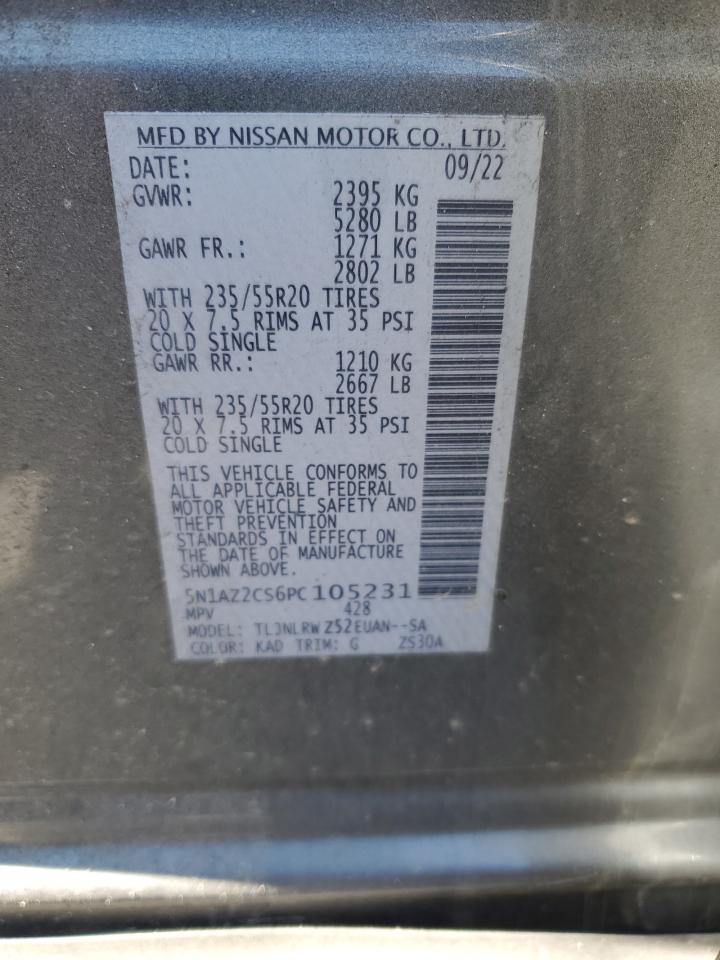 MFD BY NISSAN MOTOR CO., LTD.
DATE: 09/22
GVWR: 2395 KG
5280 LB
GAWR FR.: 1271 KG
2802 LB
WITH 235/55R20 TIRES
20 X 7.5 RIMS AT 35 PSI
COLD SINGLE
GAWR RR.: 1210 KG
2667 LB
WITH 235/55R20 TIRES
20 X 7.5 RIMS AT 35 PSI
COLD SINGLE
THIS VEHICLE CONFORMS TO
ALL APPLICABLE FEDERAL
MOTOR VEHICLE SAFETY AND
THEFT PREVENTION
STANDARDS IN EFFECT ON
THE DATE OF MANUFACTURE
SHOWN ABOVE.
5N1AZ2CS6PC105231
MPV 428
MODEL: TLJNLRW Z52EUAN--SA
COLOR: KAD TRIM: G ZS30A